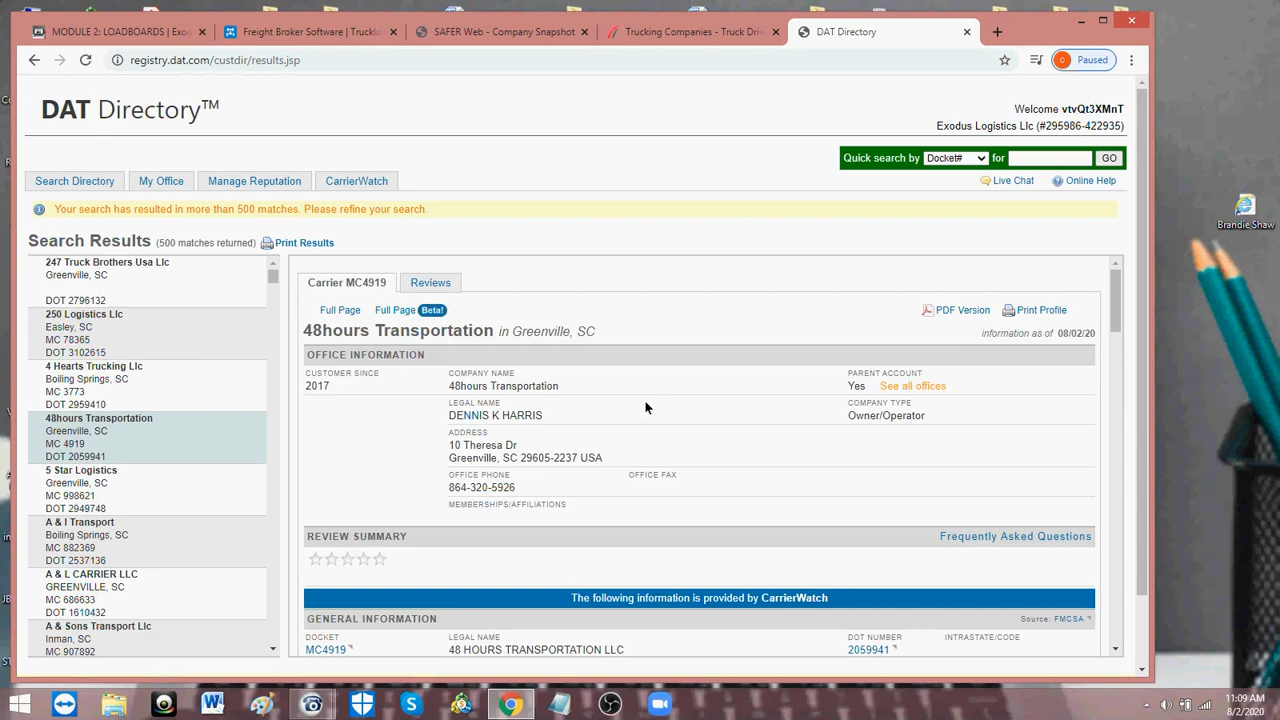 MODULE 2: LOADBOARDS | Exo
Freight Broker Software | Trucklo
SAFER Web - Company Snapshot
Trucking Companies - Truck Driv
DAT Directory
registry.dat.com/custdir/results.jsp
Paused
DAT Directory™
Welcome vtvQt3XMnT
Exodus Logistics Llc (#295986-422935)
Quick search by Docket# for GO
Search Directory My Office Manage Reputation CarrierWatch
Live Chat Online Help
Your search has resulted in more than 500 matches. Please refine your search.
Search Results (500 matches returned) Print Results
247 Truck Brothers Usa Llc
Greenville, SC
DOT 2796132
250 Logistics Llc
Easley, SC
MC 78365
DOT 3102615
4 Hearts Trucking Llc
Boiling Springs, SC
MC 3773
DOT 2959410
48hours Transportation
Greenville, SC
MC 4919
DOT 2059941
5 Star Logistics
Greenville, SC
MC 998621
DOT 2949748
A & I Transport
Boiling Springs, SC
MC 882369
DOT 2537136
A & L CARRIER LLC
GREENVILLE, SC
MC 686633
DOT 1610432
A & Sons Transport Llc
Inman, SC
MC 907892
Carrier MC4919 Reviews
Full Page Full Page Beta! PDF Version Print Profile
48hours Transportation in Greenville, SC
information as of 08/02/20
OFFICE INFORMATION
CUSTOMER SINCE
2017
COMPANY NAME
48hours Transportation
PARENT ACCOUNT
Yes See all offices
LEGAL NAME
DENNIS K HARRIS
COMPANY TYPE
Owner/Operator
ADDRESS
10 Theresa Dr
Greenville, SC 29605-2237 USA
OFFICE PHONE
864-320-5926
OFFICE FAX
MEMBERSHIPS/AFFILIATIONS
REVIEW SUMMARY Frequently Asked Questions
The following information is provided by CarrierWatch
GENERAL INFORMATION Source: FMCSA
DOCKET
MC4919
LEGAL NAME
48 HOURS TRANSPORTATION LLC
DOT NUMBER
2059941
INTRASTATE/CODE
Brandie Shaw
11:09 AM
8/2/2020